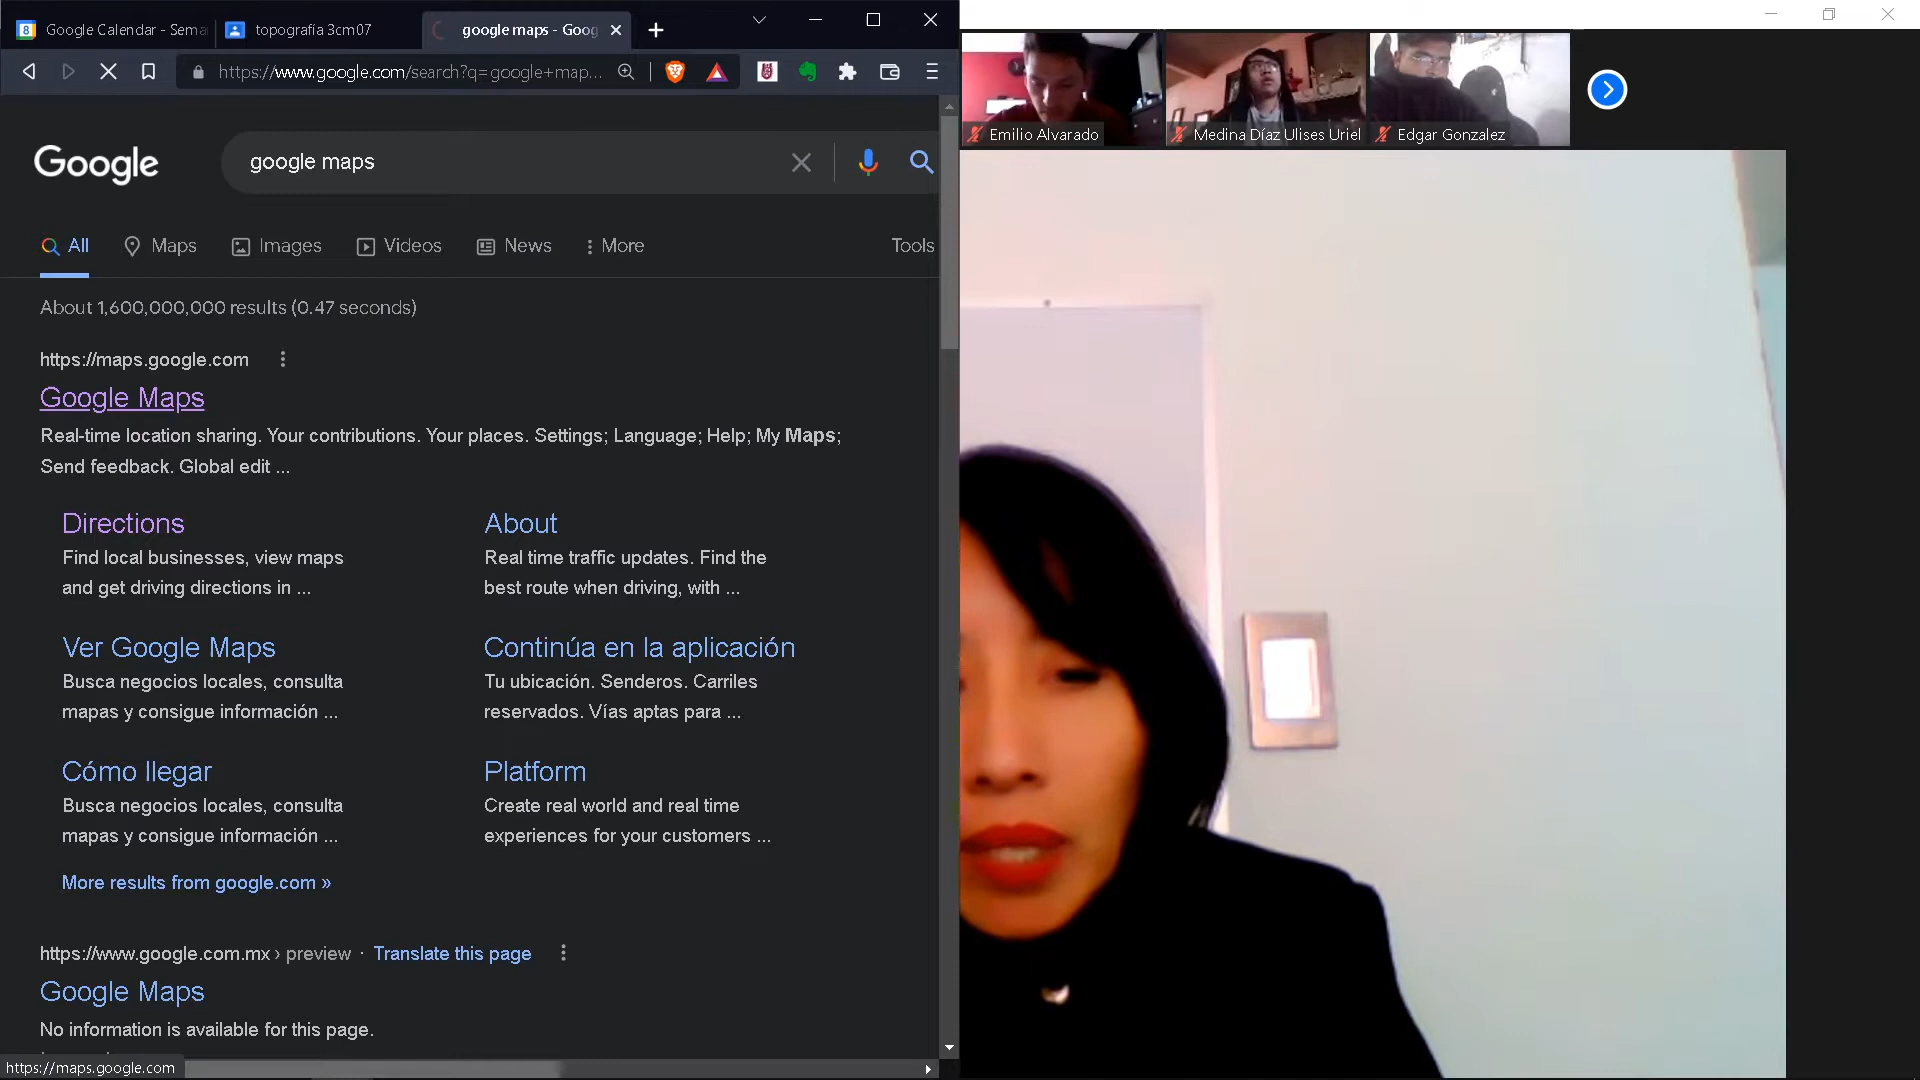 Google Calendar - Sema
topografía 3cm07
google maps - Goog
https://www.google.com/search?q=google+map...
Google
google maps
All
Maps
Images
Videos
News
More
Tools
About 1,600,000,000 results (0.47 seconds)
https://maps.google.com
Google Maps
Real-time location sharing. Your contributions. Your places. Settings; Language; Help; My Maps;
Send feedback. Global edit ...
Directions
Find local businesses, view maps
and get driving directions in ...
About
Real time traffic updates. Find the
best route when driving, with ...
Ver Google Maps
Busca negocios locales, consulta
mapas y consigue información ...
Continúa en la aplicación
Tu ubicación. Senderos. Carriles
reservados. Vías aptas para ...
Cómo llegar
Busca negocios locales, consulta
mapas y consigue información ...
Platform
Create real world and real time
experiences for your customers ...
More results from google.com »
https://www.google.com.mx › preview · Translate this page
Google Maps
No information is available for this page.
https://maps.google.com
Emilio Alvarado
Medina Díaz Ulises Uriel
Edgar Gonzalez